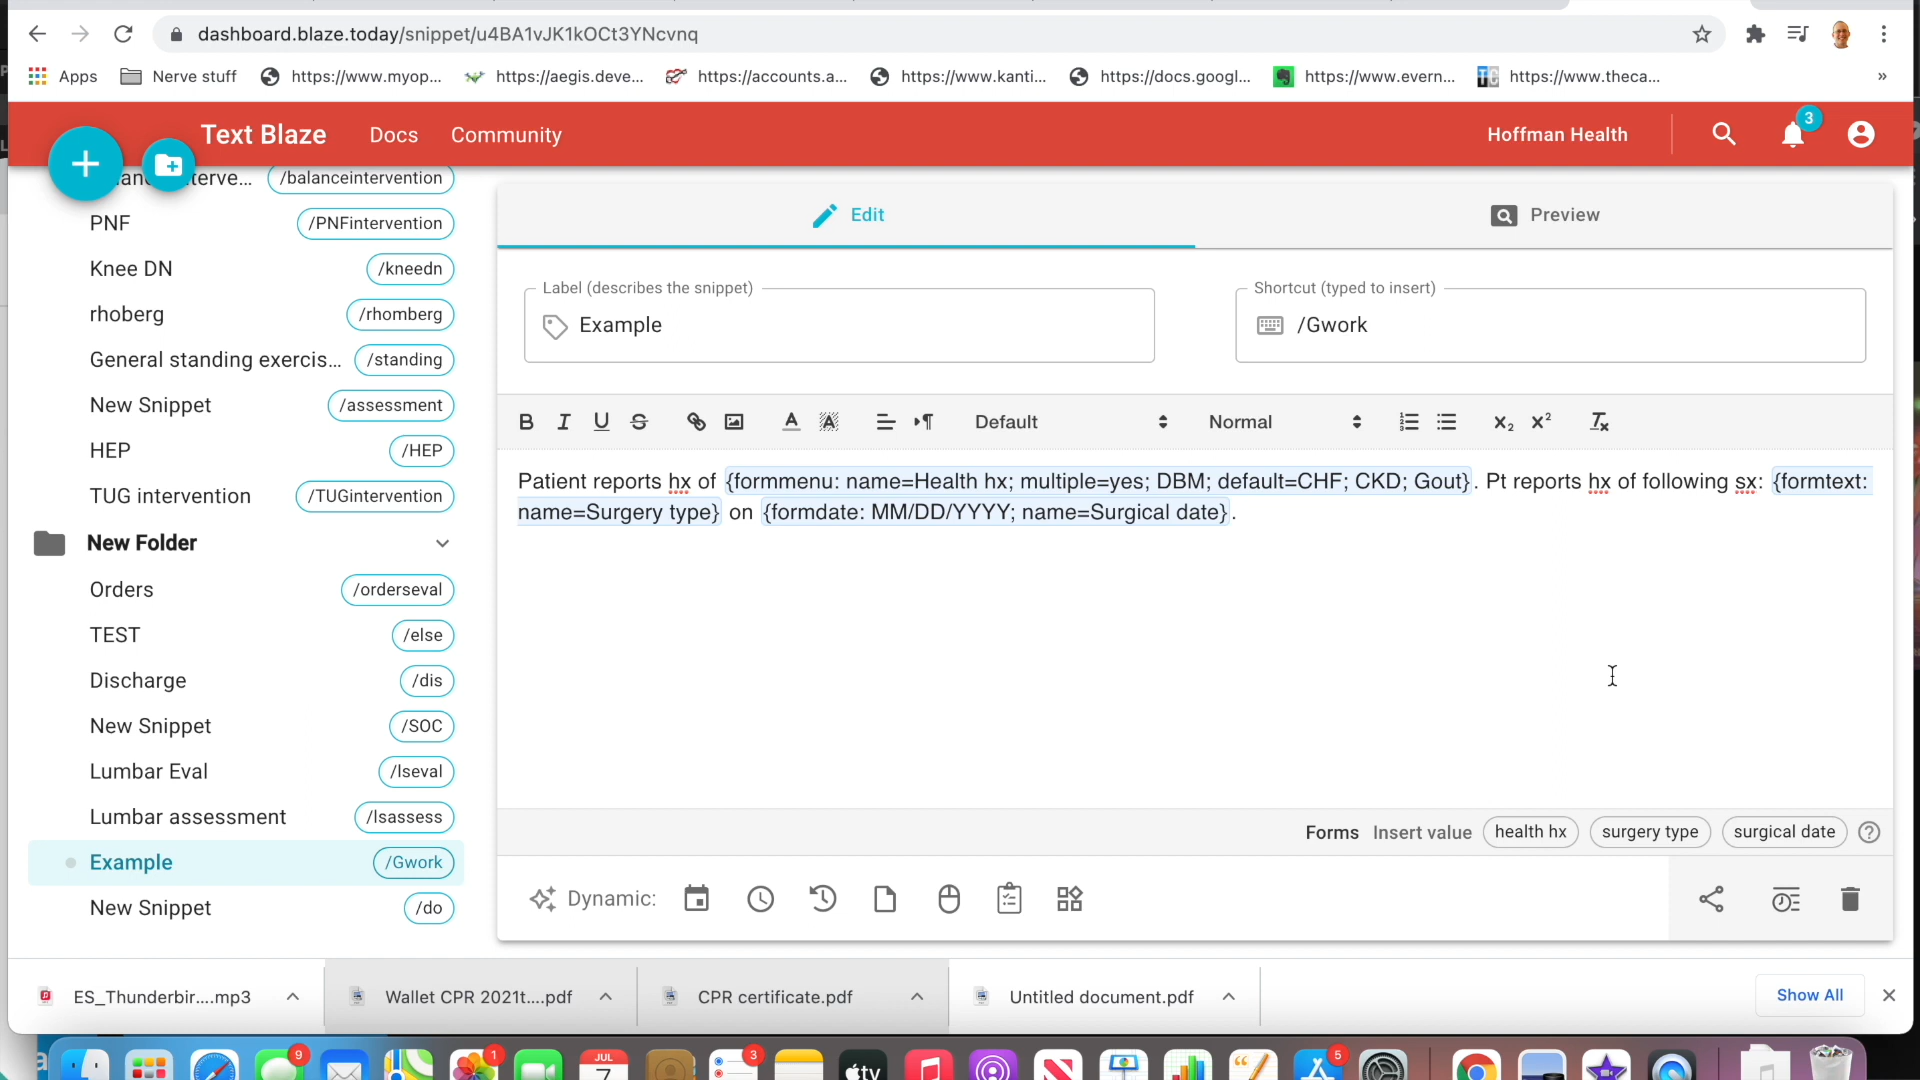 dashboard.blaze.today/snippet/u4BA1vJK1kOCt3YNcvnq
Apps Nerve stuff https://www.myop... https://aegis.deve... https://accounts.a... https://www.kanti... https://docs.googl... https://www.evern... https://www.theca... »
Text Blaze Docs Community Hoffman Health 3
/balanceintervention
PNF /PNFintervention
Knee DN /kneedn
rhoberg /rhomberg
General standing exercis... /standing
New Snippet /assessment
HEP /HEP
TUG intervention /TUGintervention
New Folder
Orders /orderseval
TEST /else
Discharge /dis
New Snippet /SOC
Lumbar Eval /lseval
Lumbar assessment /lsassess
Example /Gwork
New Snippet /do
Edit Preview
Label (describes the snippet) Shortcut (typed to insert)
Example /Gwork
B I U S Default Normal
Patient reports hx of {formmenu: name=Health hx; multiple=yes; DBM; default=CHF; CKD; Gout}. Pt reports hx of following sx: {formtext:
name=Surgery type} on {formdate: MM/DD/YYYY; name=Surgical date}.
Forms Insert value health hx surgery type surgical date
Dynamic:
ES_Thunderbir....mp3 Wallet CPR 2021t....pdf CPR certificate.pdf Untitled document.pdf Show All
9 1 JUL 7 3 tv 5